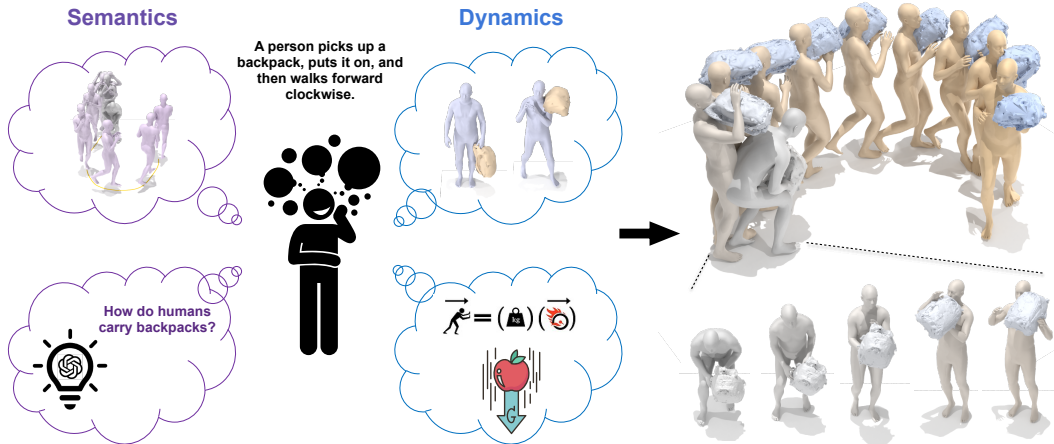 Semantics
Dynamics
A person picks up a
backpack, puts it on, and
then walks forward
clockwise.
How do humans
carry backpacks?
= ( kg ) ( )
G